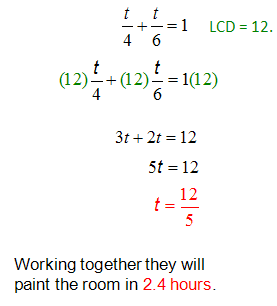 t/4 + t/6 = 1 LCD = 12.
(12) t/4 + (12) t/6 = 1(12)
3t + 2t = 12
5t = 12
t = 12/5
Working together they will
paint the room in 2.4 hours.